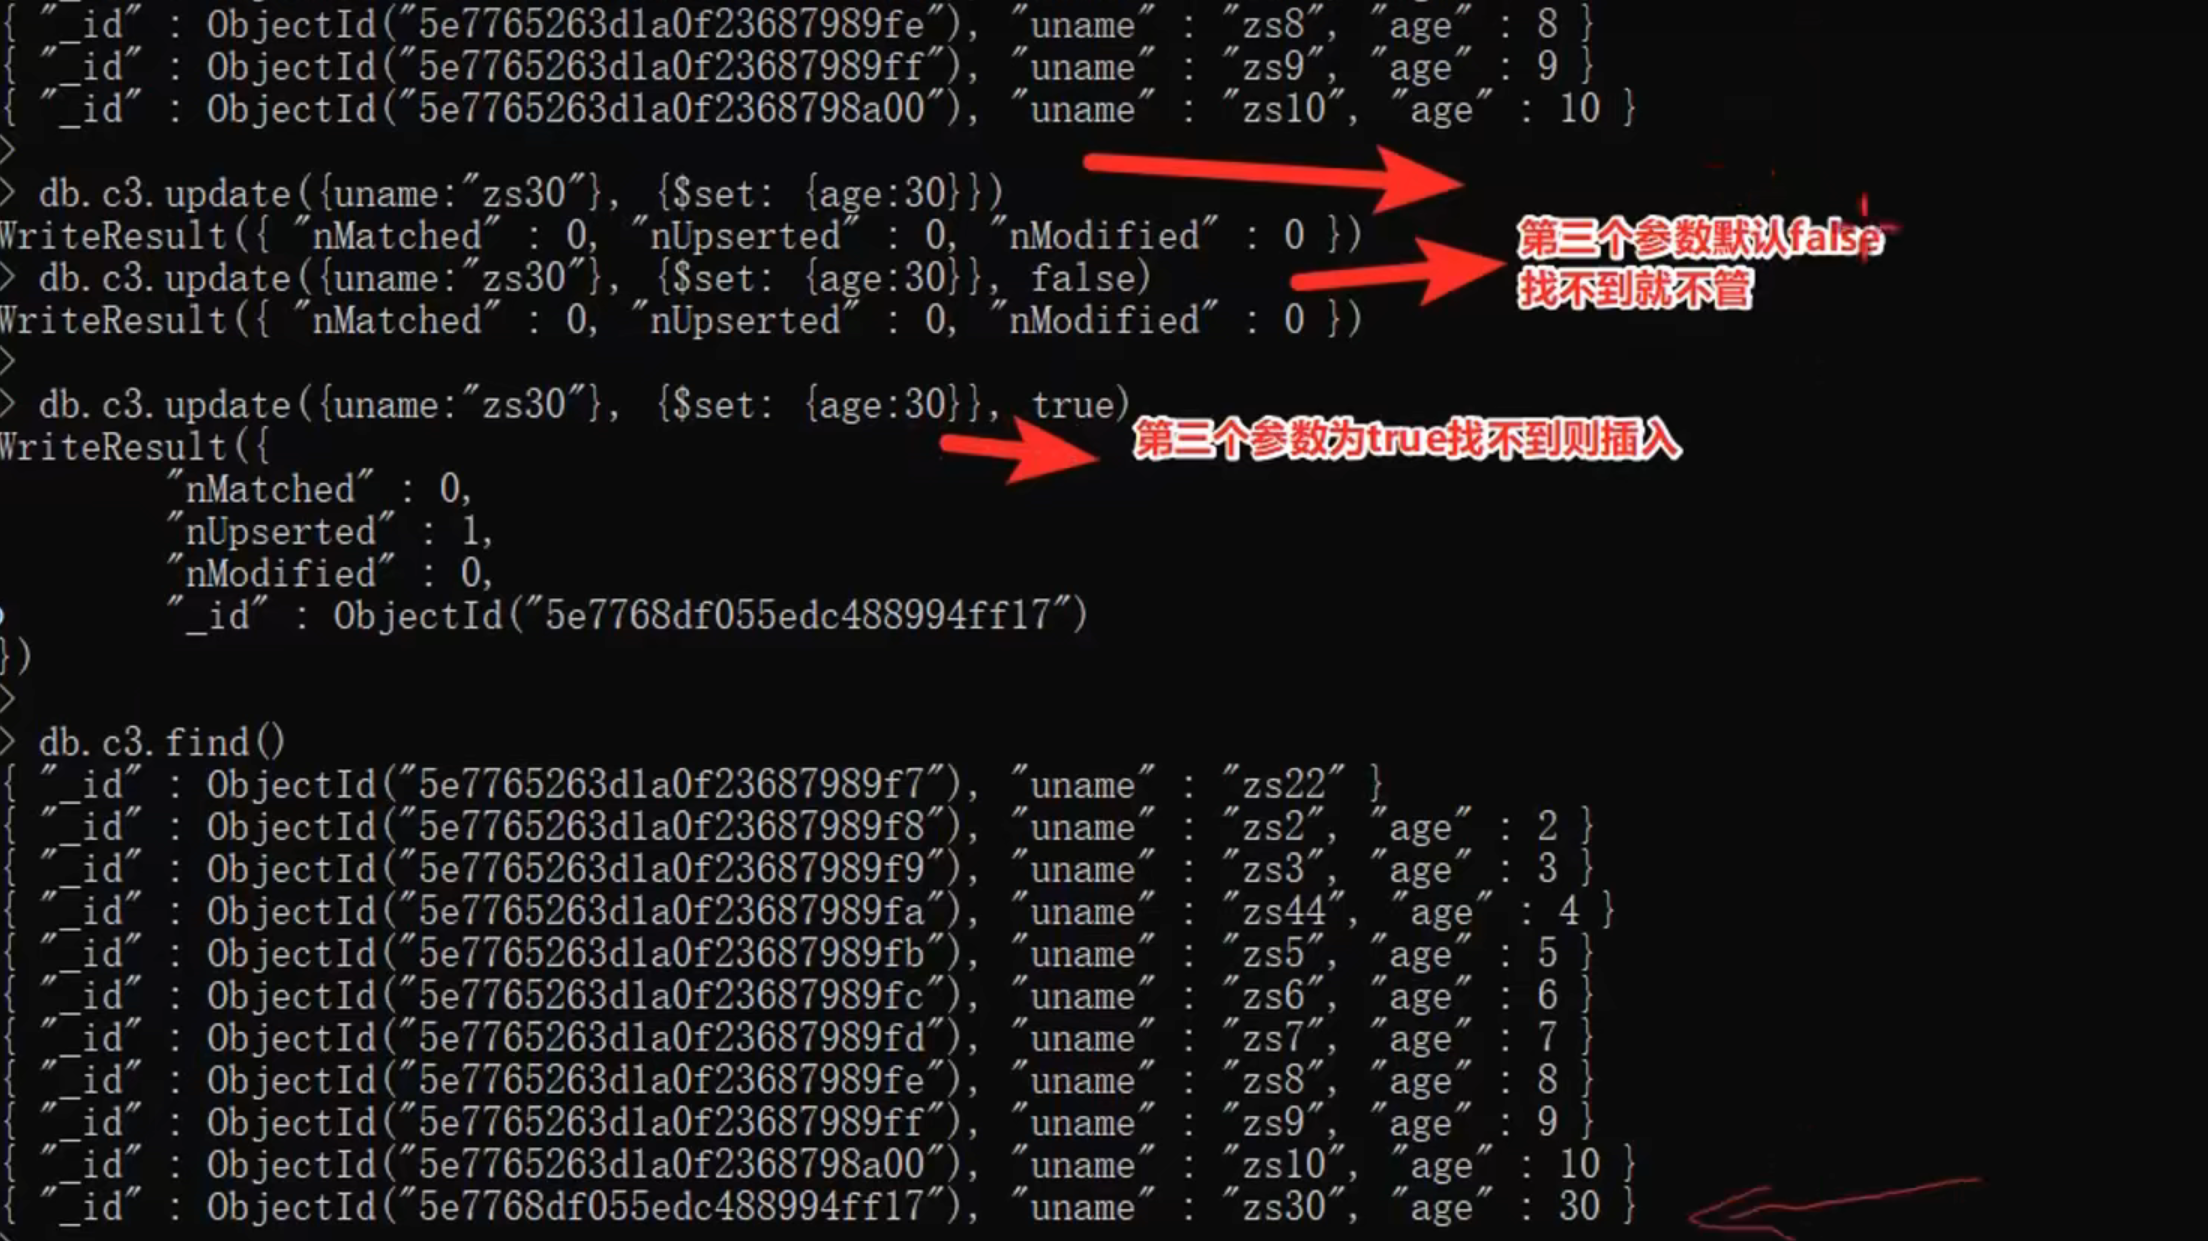 { "_id" : ObjectId("5e7765263d1a0f23687989fe"), "uname" : "zs8", "age" : 8 }
{ "_id" : ObjectId("5e7765263d1a0f23687989ff"), "uname" : "zs9", "age" : 9 }
{ "_id" : ObjectId("5e7765263d1a0f2368798a00"), "uname" : "zs10", "age" : 10 }
>
> db.c3.update({uname:"zs30"}, {$set: {age:30}})
WriteResult({ "nMatched" : 0, "nUpserted" : 0, "nModified" : 0 })
第三个参数默认false
> db.c3.update({uname:"zs30"}, {$set: {age:30}}, false)
找不到就不管
WriteResult({ "nMatched" : 0, "nUpserted" : 0, "nModified" : 0 })
>
> db.c3.update({uname:"zs30"}, {$set: {age:30}}, true)
第三个参数为true找不到则插入
WriteResult({
"nMatched" : 0,
"nUpserted" : 1,
"nModified" : 0,
"_id" : ObjectId("5e7768df055edc488994ff17")
})
>
> db.c3.find()
{ "_id" : ObjectId("5e7765263d1a0f23687989f7"), "uname" : "zs22" }
{ "_id" : ObjectId("5e7765263d1a0f23687989f8"), "uname" : "zs2", "age" : 2 }
{ "_id" : ObjectId("5e7765263d1a0f23687989f9"), "uname" : "zs3", "age" : 3 }
{ "_id" : ObjectId("5e7765263d1a0f23687989fa"), "uname" : "zs44", "age" : 4 }
{ "_id" : ObjectId("5e7765263d1a0f23687989fb"), "uname" : "zs5", "age" : 5 }
{ "_id" : ObjectId("5e7765263d1a0f23687989fc"), "uname" : "zs6", "age" : 6 }
{ "_id" : ObjectId("5e7765263d1a0f23687989fd"), "uname" : "zs7", "age" : 7 }
{ "_id" : ObjectId("5e7765263d1a0f23687989fe"), "uname" : "zs8", "age" : 8 }
{ "_id" : ObjectId("5e7765263d1a0f23687989ff"), "uname" : "zs9", "age" : 9 }
{ "_id" : ObjectId("5e7765263d1a0f2368798a00"), "uname" : "zs10", "age" : 10 }
{ "_id" : ObjectId("5e7768df055edc488994ff17"), "uname" : "zs30", "age" : 30 }